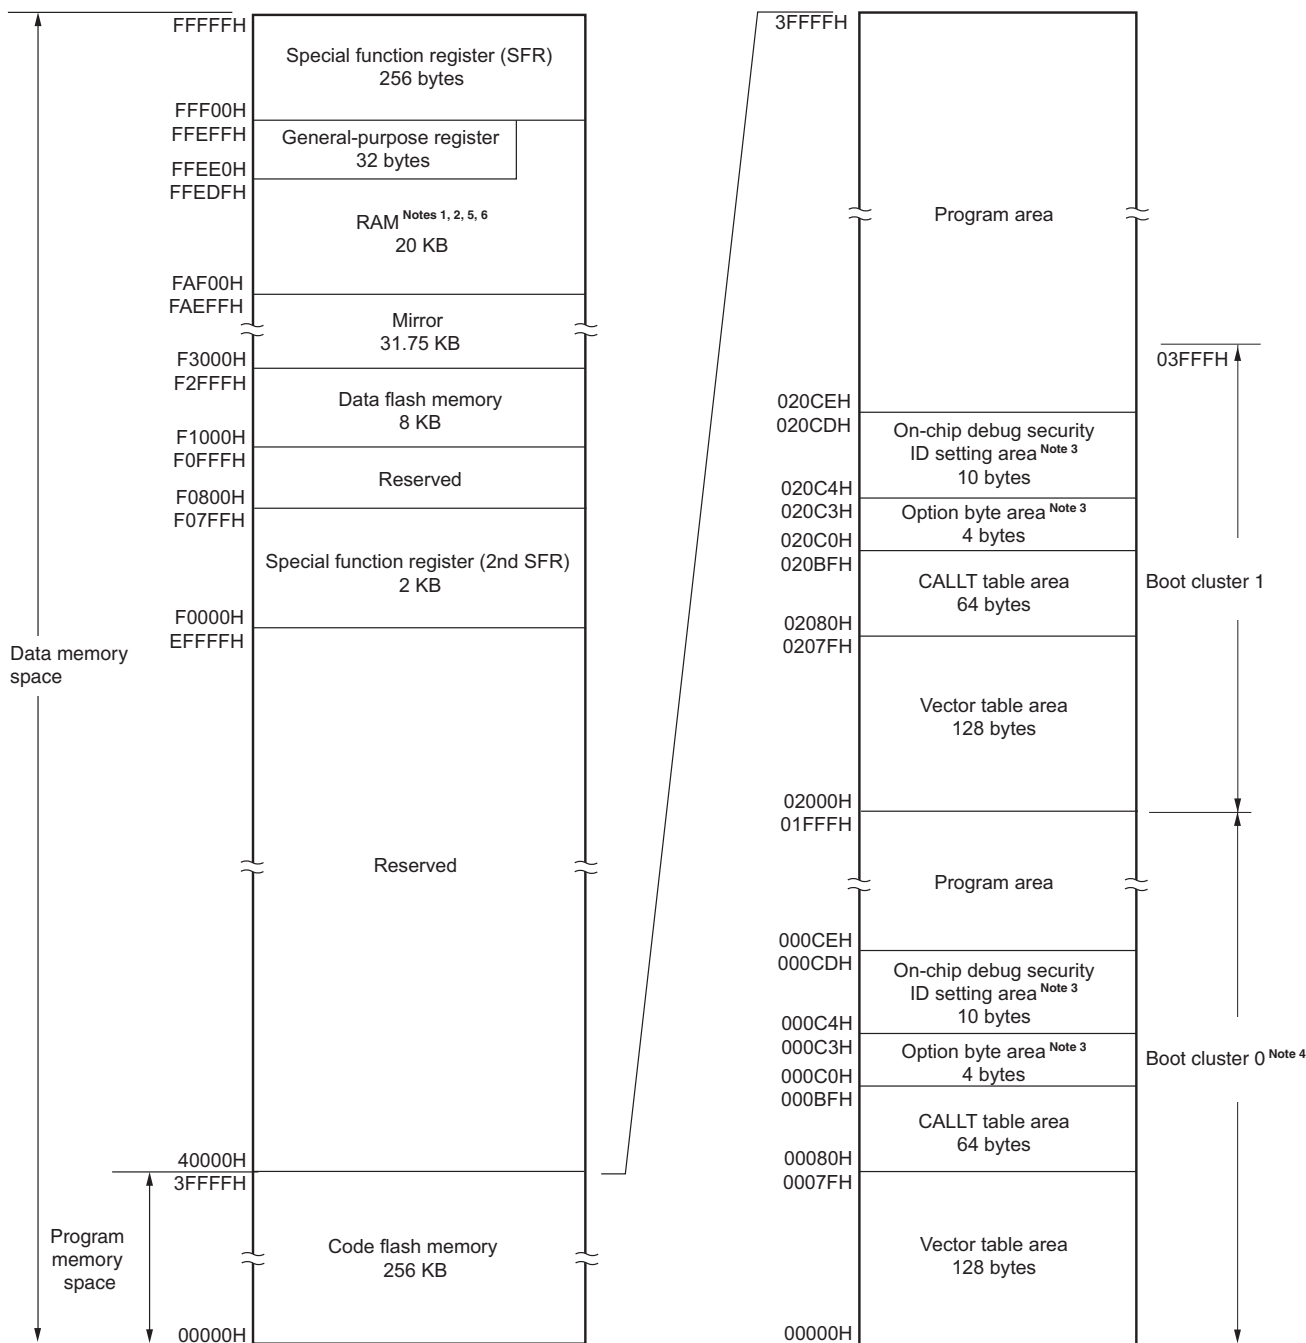 FFFFFH
Special function register (SFR)
256 bytes
FFF00H
FFEFFH
General-purpose register
32 bytes
FFEE0H
FFEDFH
RAM Notes 1, 2, 5, 6
20 KB
FAF00H
FAEFFH
Mirror
31.75 KB
F3000H
F2FFFH
Data flash memory
8 KB
F1000H
F0FFFH
Reserved
F0800H
F07FFH
Special function register (2nd SFR)
2 KB
F0000H
EFFFFH
Data memory
space
Reserved
40000H
3FFFFH
Program
memory
space
Code flash memory
256 KB
00000H
3FFFFH
Program area
03FFFH
020CEH
020CDH
On-chip debug security
ID setting area Note 3
10 bytes
020C4H
020C3H
Option byte area Note 3
4 bytes
020C0H
020BFH
CALLT table area
64 bytes
Boot cluster 1
02080H
0207FH
Vector table area
128 bytes
02000H
01FFFH
Program area
000CEH
000CDH
On-chip debug security
ID setting area Note 3
10 bytes
000C4H
000C3H
Option byte area Note 3
4 bytes
Boot cluster 0 Note 4
000C0H
000BFH
CALLT table area
64 bytes
00080H
0007FH
Vector table area
128 bytes
00000H